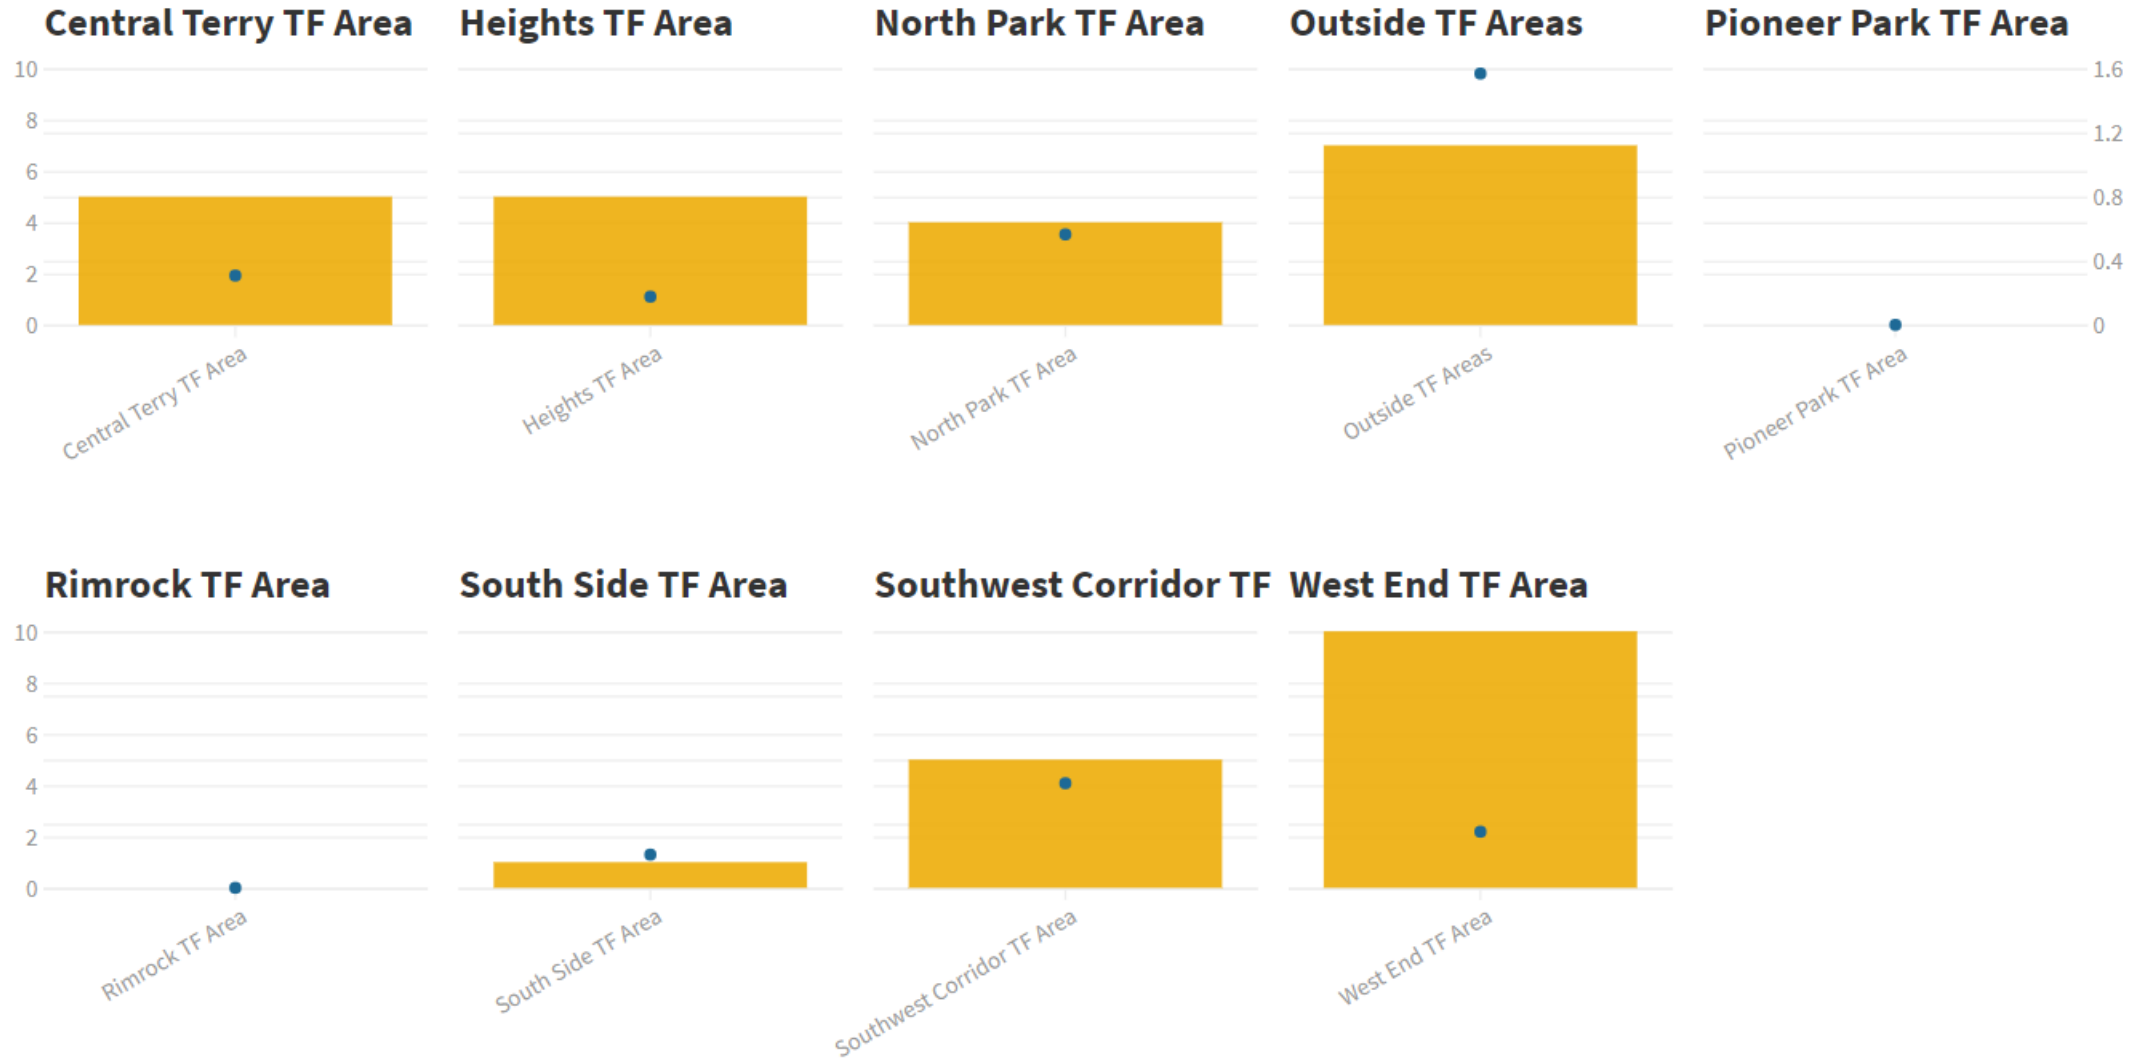 Central Terry TF Area
Heights TF Area
North Park TF Area
Outside TF Areas
Pioneer Park TF Area
10
8
6
4
2
0
1.6
1.2
0.8
0.4
0
Central Terry TF Area
Heights TF Area
North Park TF Area
Outside TF Areas
Pioneer Park TF Area
Rimrock TF Area
South Side TF Area
Southwest Corridor TF
West End TF Area
10
8
6
4
2
0
Rimrock TF Area
South Side TF Area
Southwest Corridor TF Area
West End TF Area